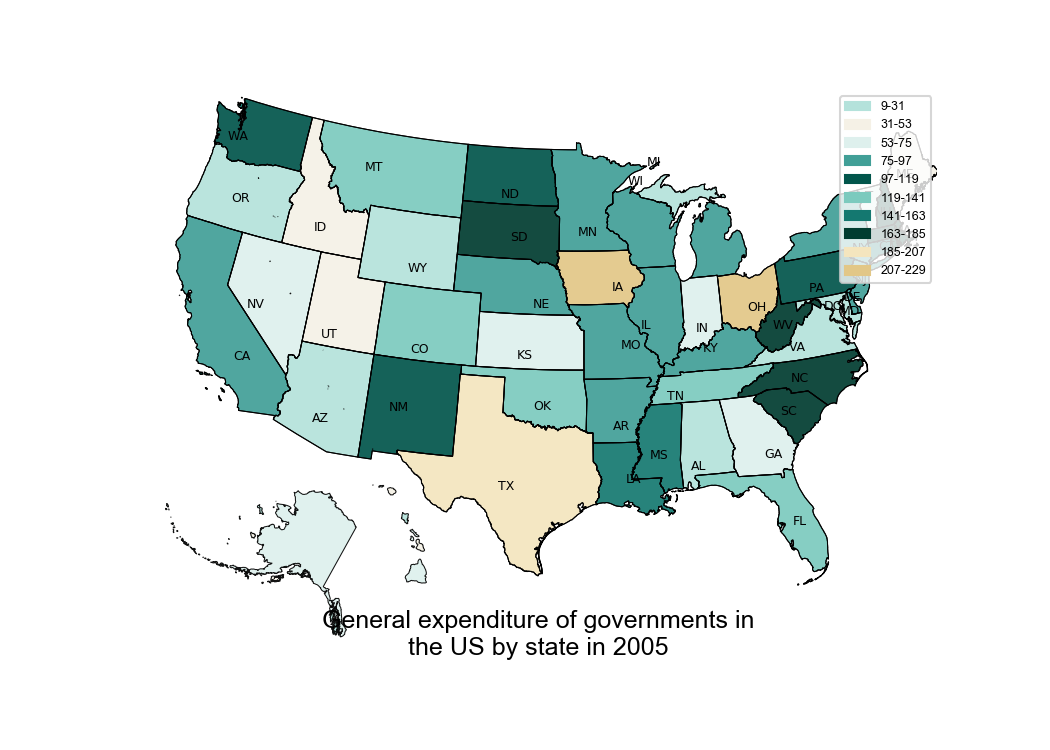 WA
MT
ND
MI
WI
OR
ID
SD
MN
WY
IA
NE
NV
UT
CO
KS
CA
IL
MO
IN
OH
PA
WV
KY
VA
DC
MD
DE
AZ
NM
OK
AR
TN
NC
SC
MS
AL
GA
LA
TX
FL
9-31
31-53
53-75
75-97
97-119
119-141
141-163
163-185
185-207
207-229
General expenditure of governments in
the US by state in 2005